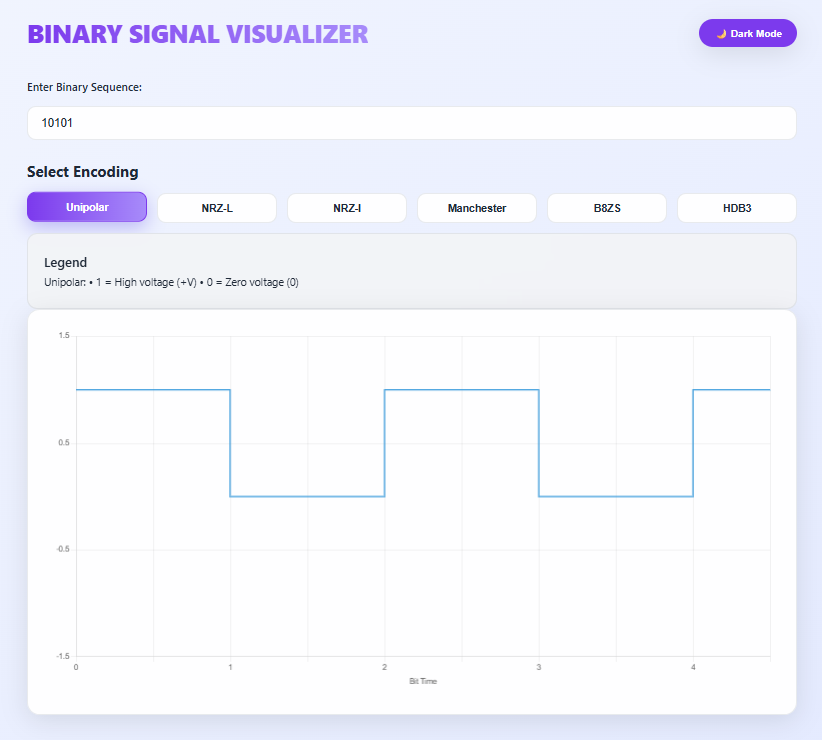 BINARY SIGNAL VISUALIZER
🌙 Dark Mode
Enter Binary Sequence:
10101
Select Encoding
Unipolar NRZ-L NRZ-I Manchester B8ZS HDB3
Legend
Unipolar: • 1 = High voltage (+V) • 0 = Zero voltage (0)
1.5
0.5
-0.5
-1.5
0 1 2 3 4
Bit Time